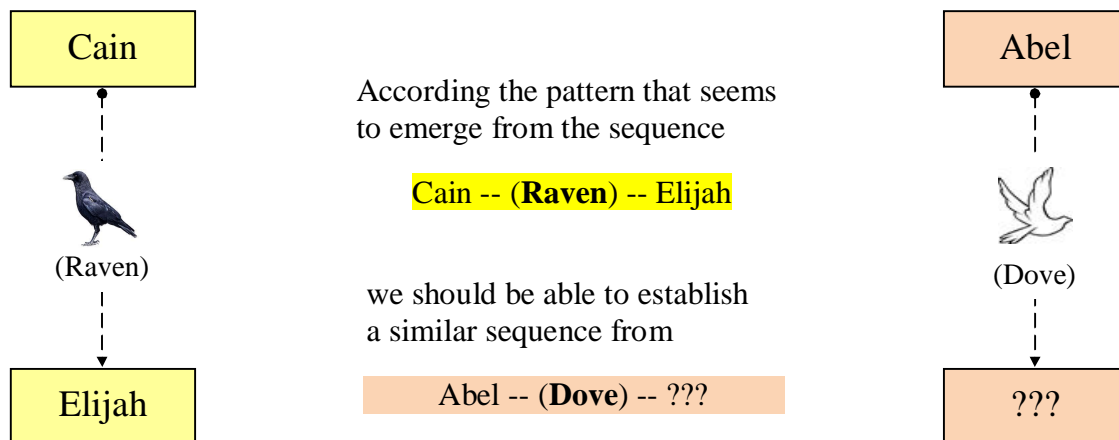 Cain
Abel
According the pattern that seems
to emerge from the sequence
Cain -- (Raven) -- Elijah
(Raven)
(Dove)
we should be able to establish
a similar sequence from
Elijah
Abel -- (Dove) -- ???
???